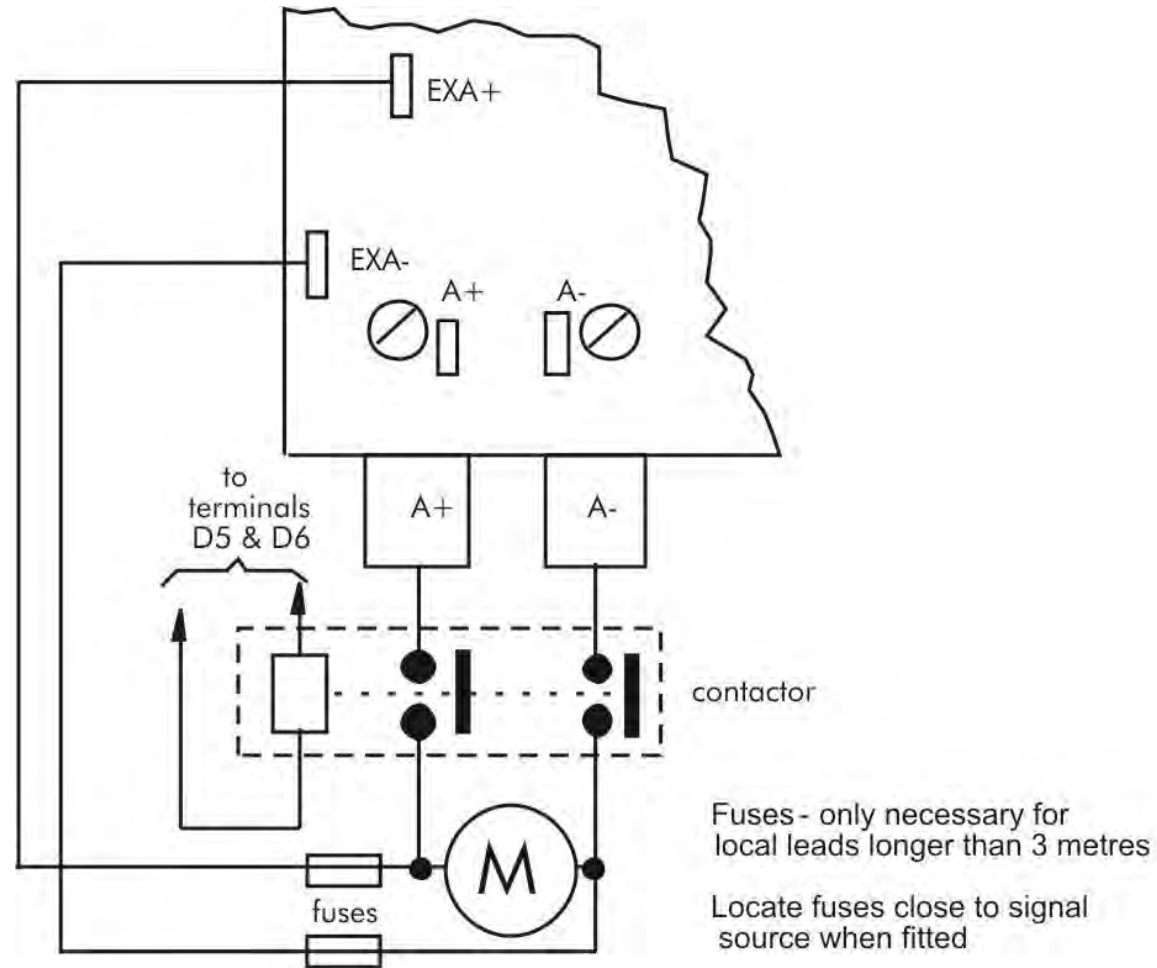 EXA+
EXA-
A+
A-
to
terminals
D5 & D6
A+
A-
contactor
M
fuses
Fuses - only necessary for
local leads longer than 3 metres
Locate fuses close to signal
source when fitted